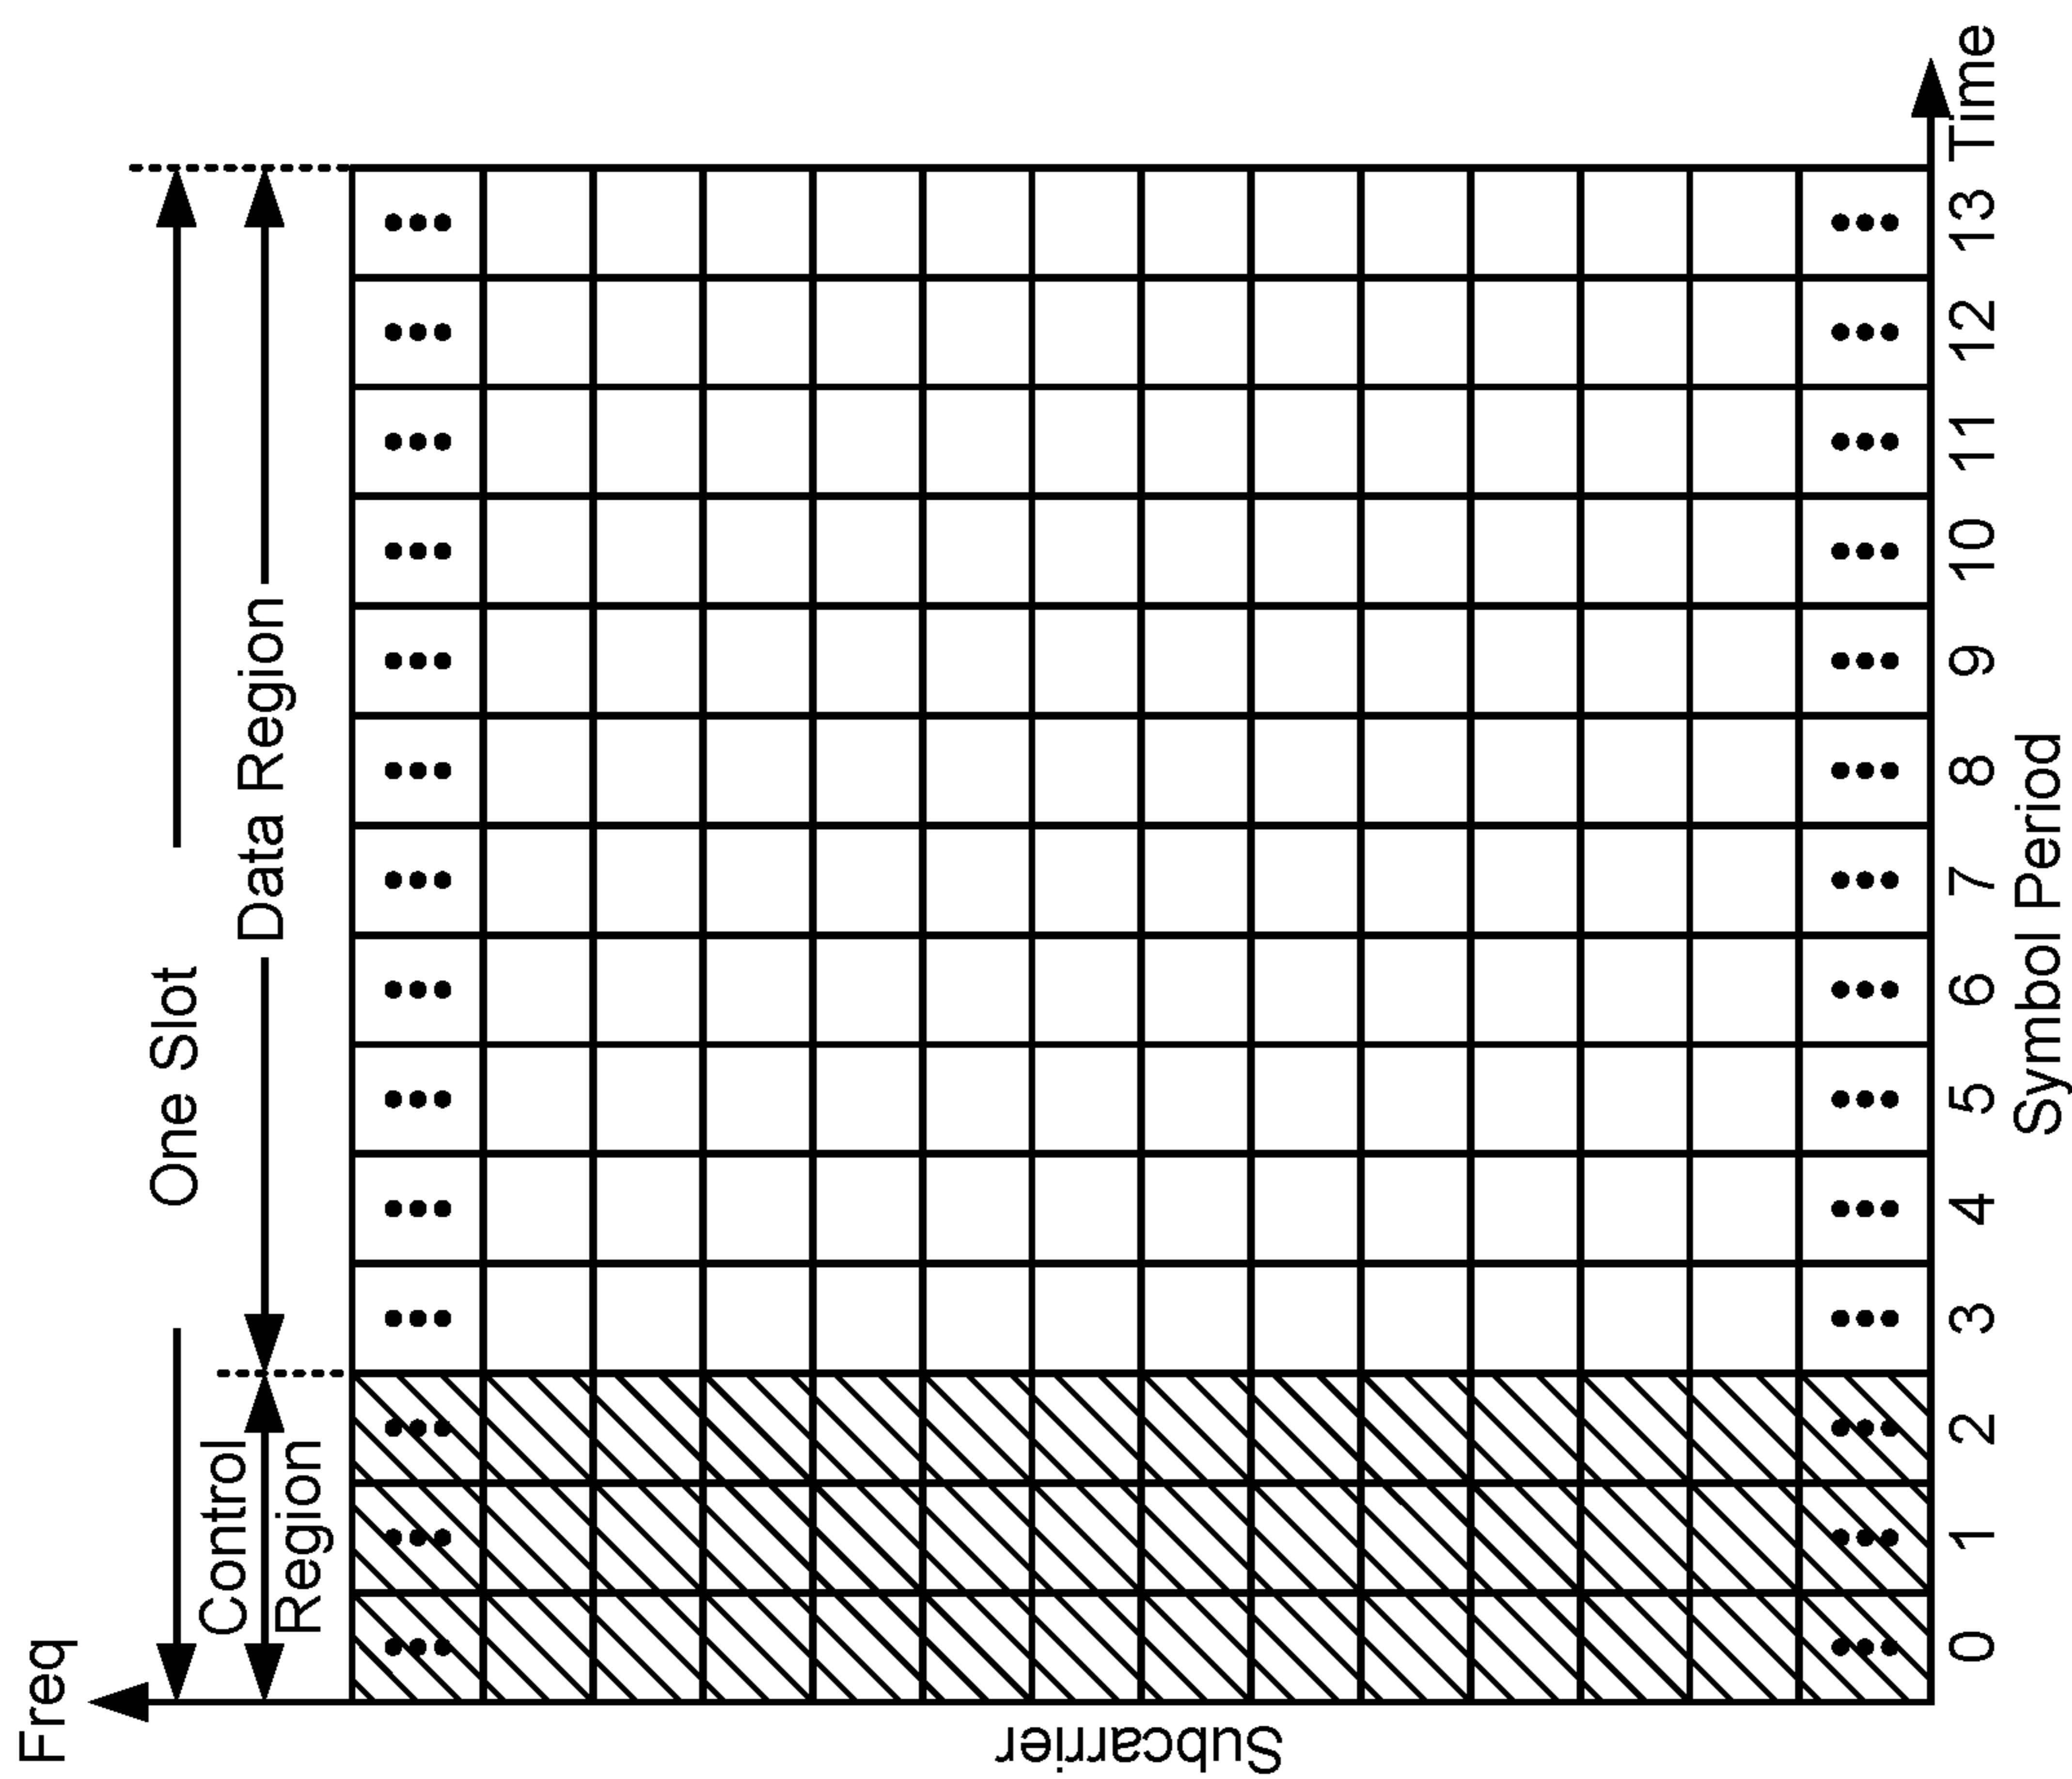 Freq
One Slot
Control
Region
Data Region
Subcarrier
0 1 2 3 4 5 6 7 8 9 10 11 12 13 Time
Symbol Period